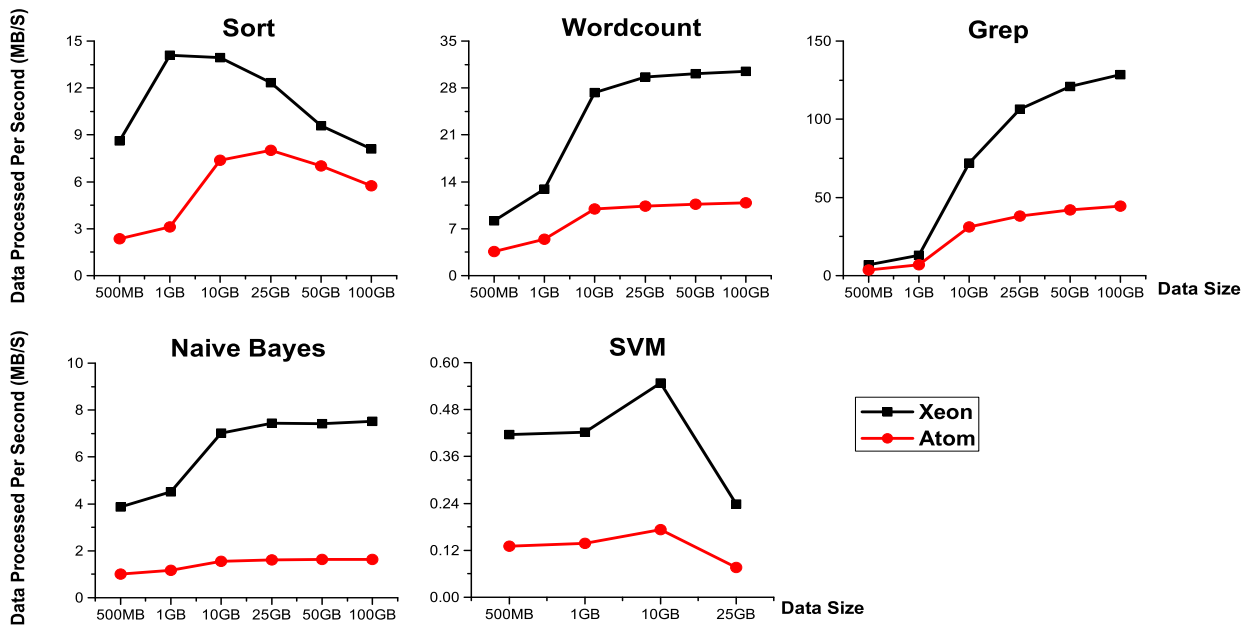 Data Processed Per Second (MB/S)
Sort
15
12
9
6
3
0
500MB 1GB 10GB 25GB 50GB 100GB
Wordcount
35
28
21
14
7
0
500MB 1GB 10GB 25GB 50GB 100GB
Grep
150
100
50
0
500MB 1GB 10GB 25GB 50GB 100GB
Data Size
Data Processed Per Second (MB/S)
Naive Bayes
10
8
6
4
2
0
500MB 1GB 10GB 25GB 50GB 100GB
SVM
0.60
0.48
0.36
0.24
0.12
0.00
500MB 1GB 10GB 25GB
Data Size
Xeon
Atom